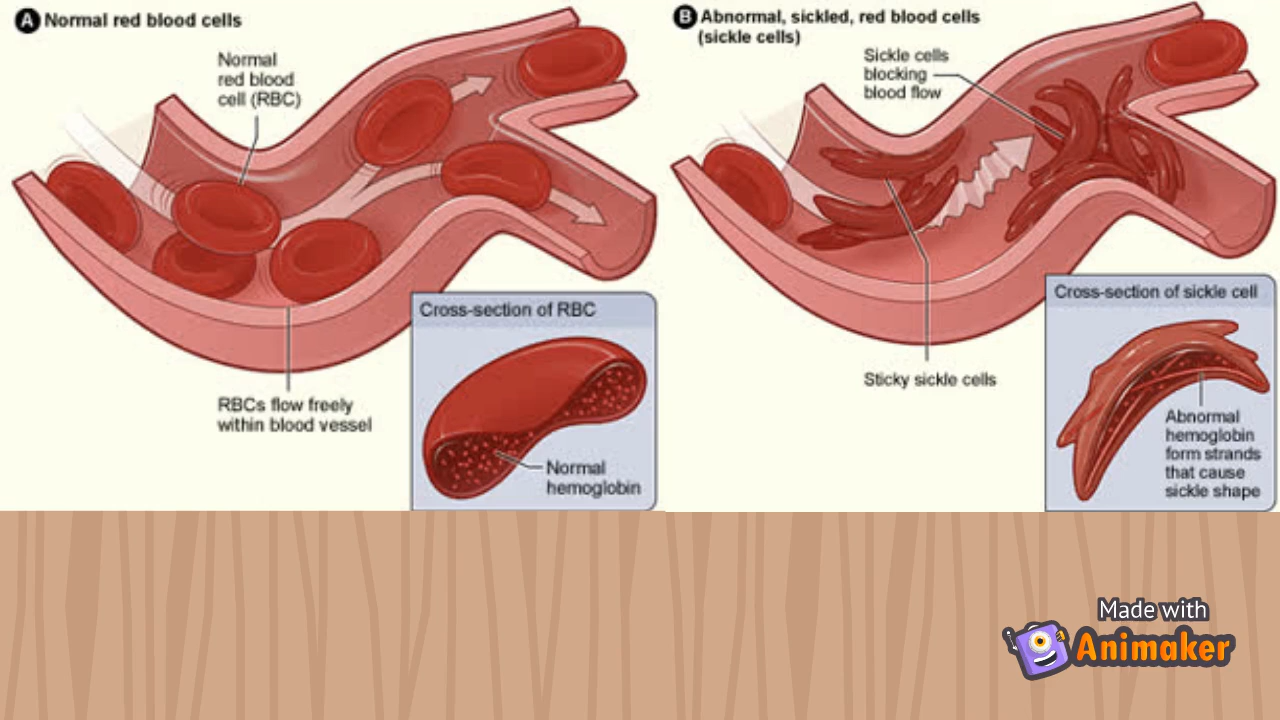 A Normal red blood cells
Normal
red blood
cell (RBC)
RBCs flow freely
within blood vessel
Cross-section of RBC
Normal
hemoglobin
B Abnormal, sickled, red blood cells
(sickle cells)
Sickle cells
blocking
blood flow
Sticky sickle cells
Cross-section of sickle cell
Abnormal
hemoglobin
form strands
that cause
sickle shape
Made with
Animaker